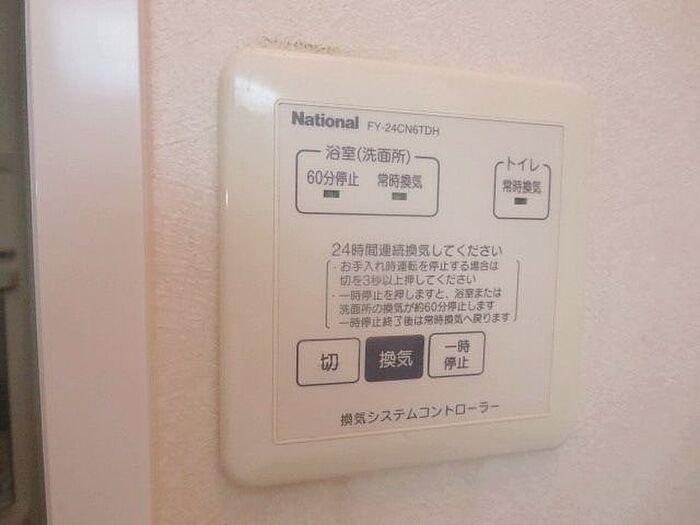 National FY-24CN6TDH
浴室(洗面所)
60分停止 常時換気
トイレ
常時換気
24時間連続換気してください
・お手入れ時運転を停止する場合は
切を3秒以上押してください
・一時停止を押しますと、浴室または
洗面所の換気が約60分停止します
一時停止終了後は常時換気へ戻ります
切
換気
一時
停止
換気システムコントローラー